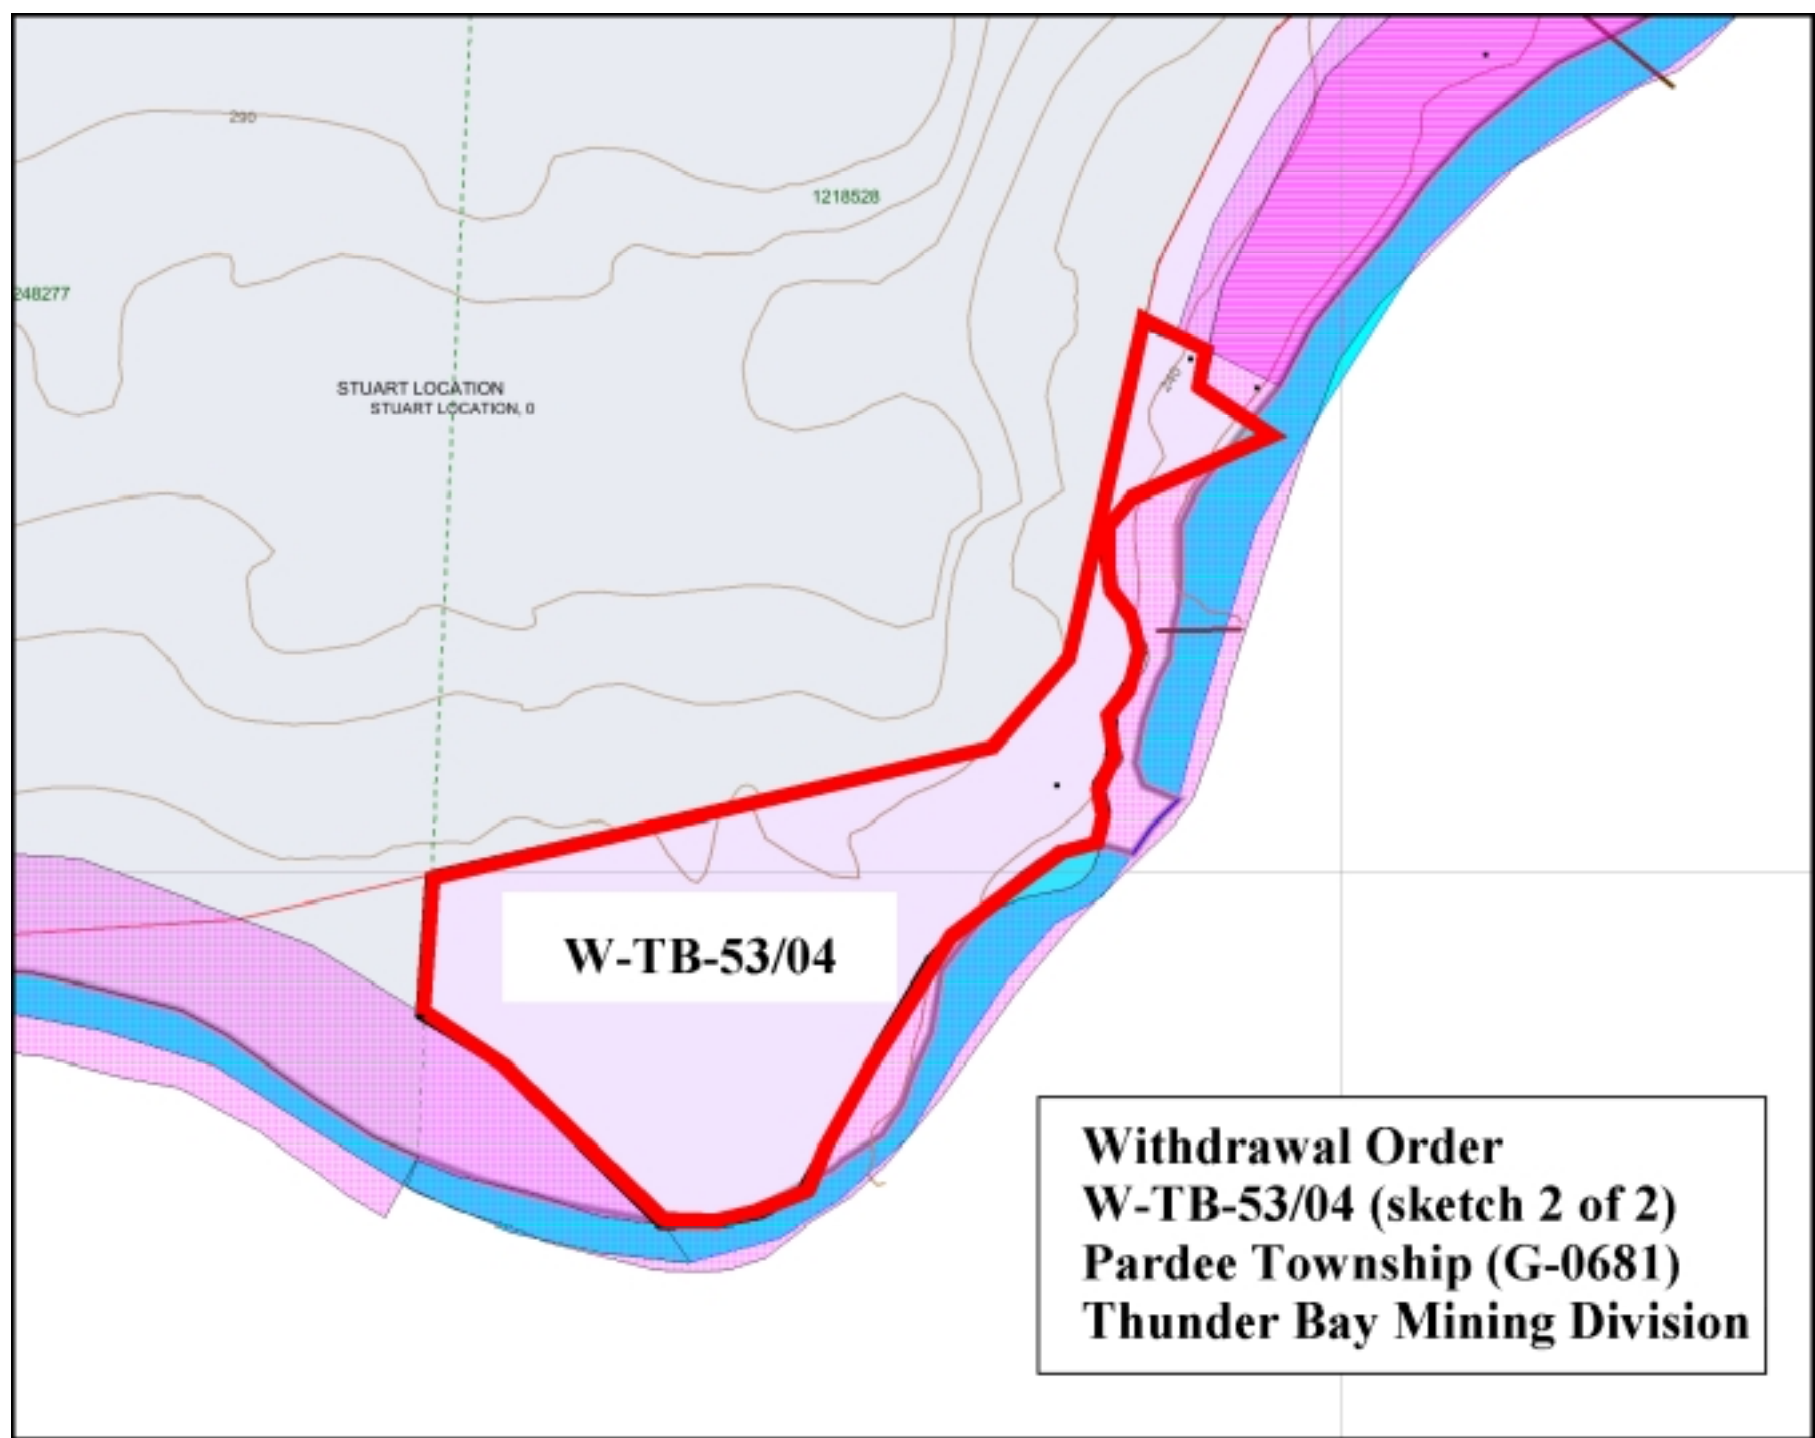 290
1218528
248277
STUART LOCATION
STUART LOCATION, 0
240
W-TB-53/04
Withdrawal Order
W-TB-53/04 (sketch 2 of 2)
Pardee Township (G-0681)
Thunder Bay Mining Division